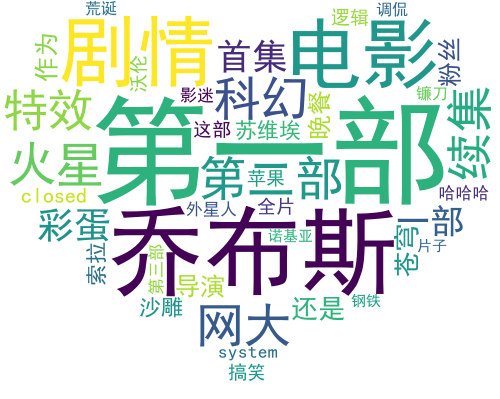 荒诞
逻辑
调侃
剧情
电影
作为
沃伦
首集
粉丝
影迷
科幻
镰刀
特效
晚餐
续集
这部
苏维埃
第一部
火星
第二部
苹果
closed
外星人
全片
哈哈哈
彩蛋
乔布斯
一部
苍穹
诺基亚
片子
索拉
第三部
导演
钢铁
沙雕
还是
网大
system
搞笑